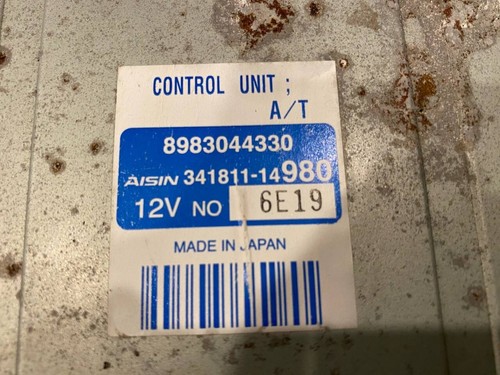 CONTROL UNIT ;
A/T
8983044330
AISIN 341811-14980
12V NO 6E19
MADE IN JAPAN